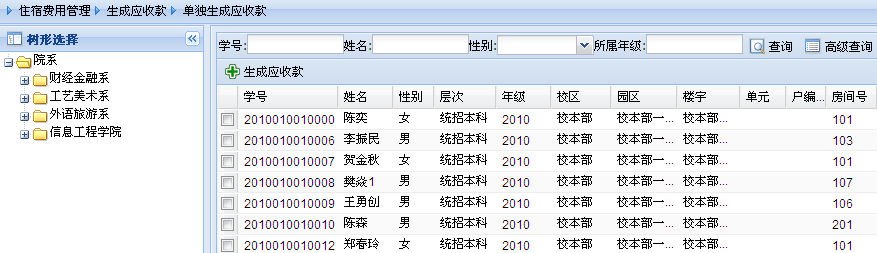 住宿费用管理 生成应收款 单独生成应收款
树形选择
院系
财经金融系
工艺美术系
外语旅游系
信息工程学院
学号: 姓名: 性别: 所属年级: 查询 高级查询
生成应收款
学号 姓名 性别 层次 年级 校区 园区 楼宇 单元 户编... 房间号
2010010010000 陈奕 女 统招本科 2010 校本部 校本部一... 校本部... 101
2010010010006 李振民 男 统招本科 2010 校本部 校本部一... 校本部... 103
2010010010007 贺金秋 女 统招本科 2010 校本部 校本部一... 校本部... 101
2010010010008 樊焱1 男 统招本科 2010 校本部 校本部一... 校本部... 107
2010010010009 王勇创 男 统招本科 2010 校本部 校本部一... 校本部... 106
2010010010010 陈森 男 统招本科 2010 校本部 校本部一... 校本部... 201
2010010010012 郑春玲 女 统招本科 2010 校本部 校本部一... 校本部... 101